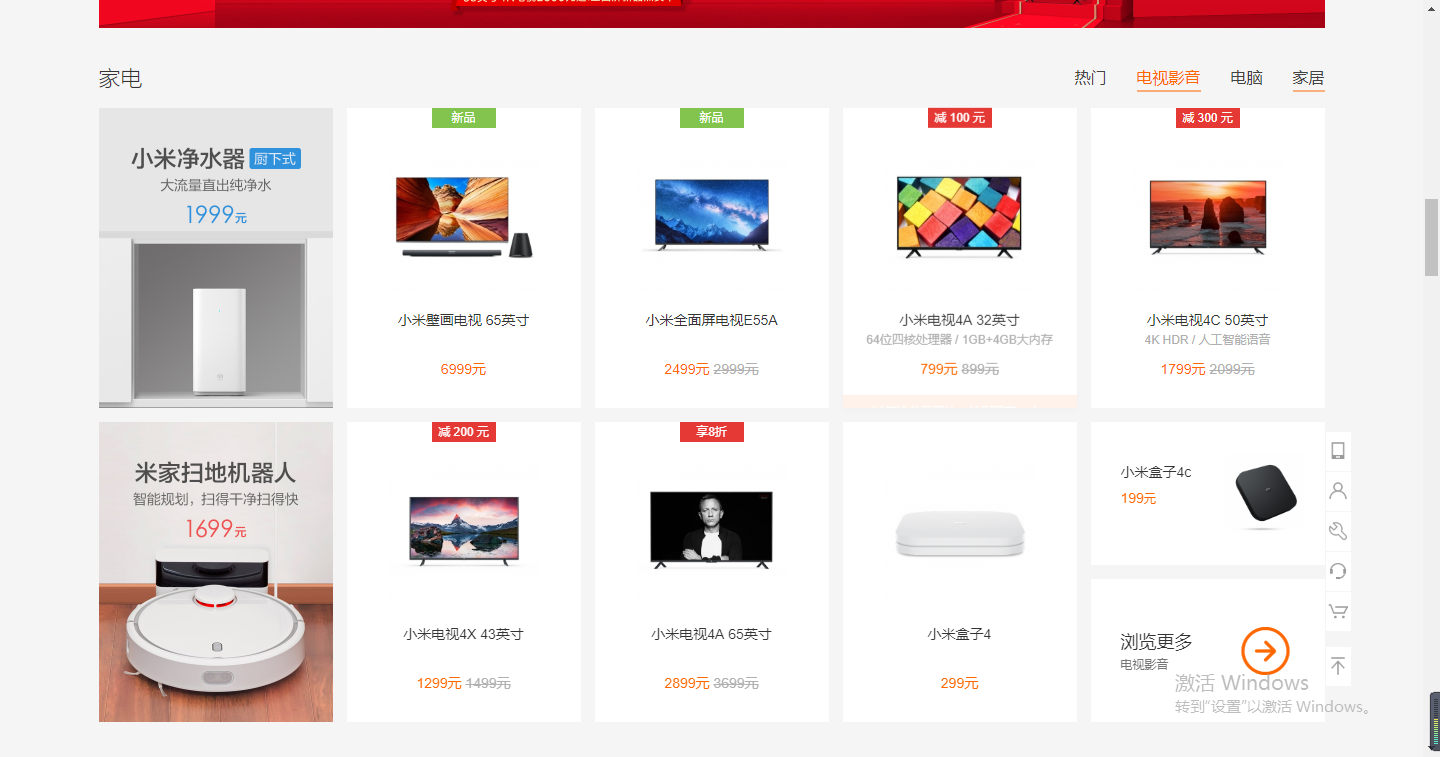 家电
热门
电视影音
电脑
家居
小米净水器 厨下式
大流量直出纯净水
1999元
新品
小米壁画电视 65英寸
6999元
新品
小米全面屏电视E55A
2499元 2999元
减 100 元
小米电视4A 32英寸
64位四核处理器 / 1GB+4GB大内存
799元 899元
减 300 元
小米电视4C 50英寸
4K HDR / 人工智能语音
1799元 2099元
米家扫地机器人
智能规划，扫得干净扫得快
1699元
减 200 元
小米电视4X 43英寸
1299元 1499元
享8折
小米电视4A 65英寸
2899元 3699元
小米盒子4
299元
小米盒子4c
199元
浏览更多
电视影音
激活 Windows
转到“设置”以激活 Windows。